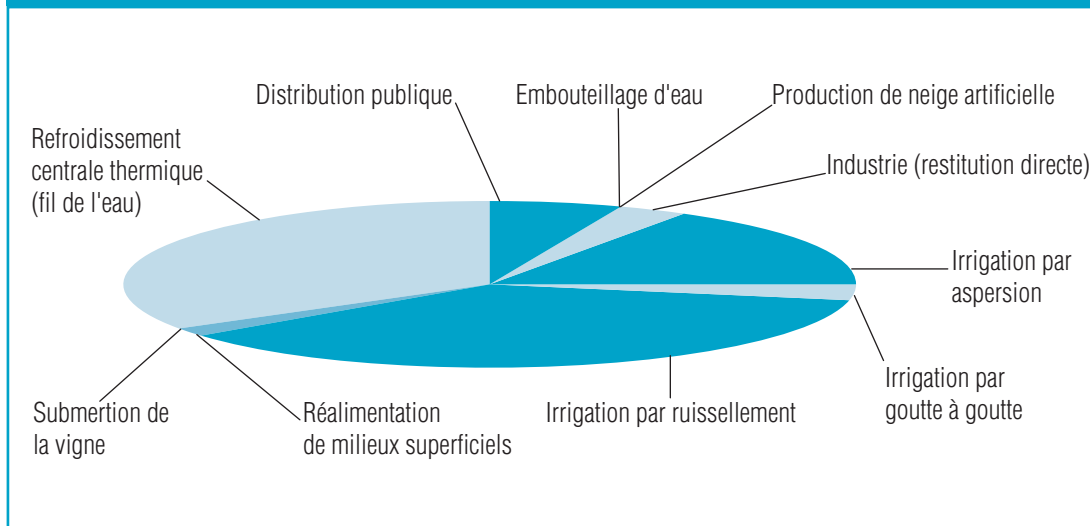 Distribution publique
Embouteillage d'eau
Production de neige artificielle
Refroidissement
centrale thermique
(fil de l'eau)
Industrie (restitution directe)
Irrigation par
aspersion
Irrigation par
goutte à goutte
Submertion de
la vigne
Réalimentation
de milieux superficiels
Irrigation par ruissellement